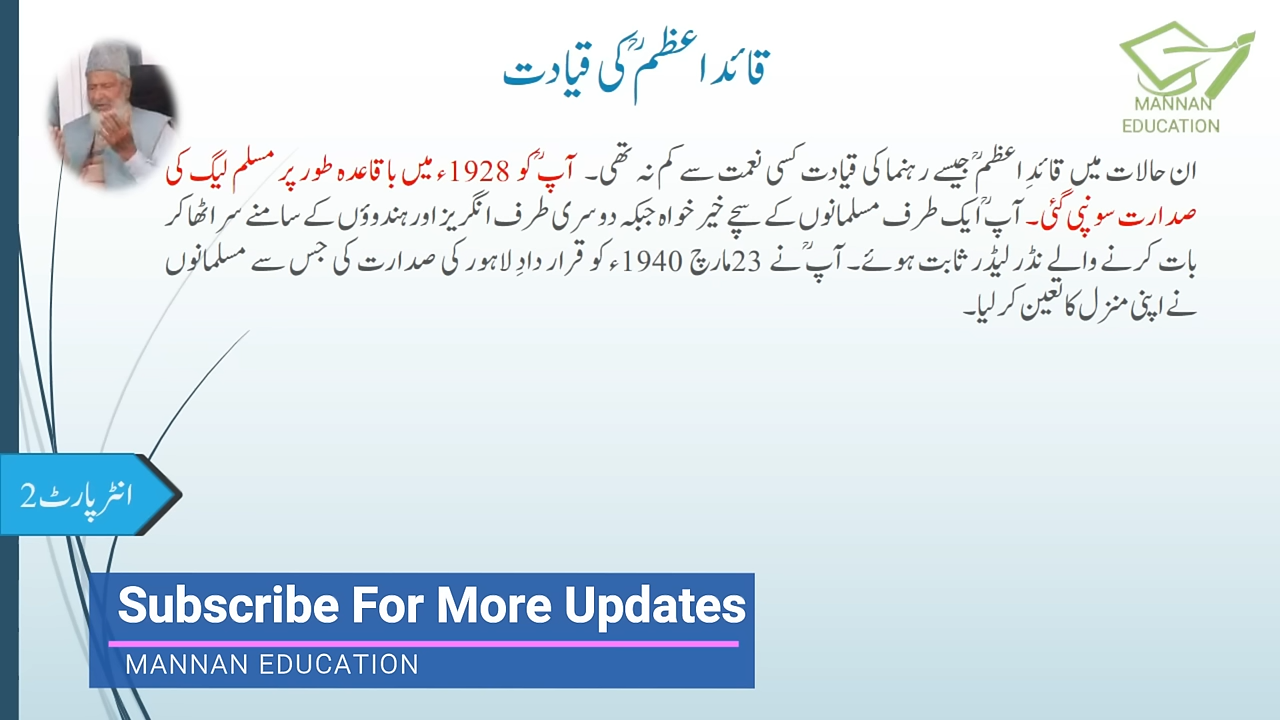 قائد اعظمؒ کی قیادت
MANNAN
EDUCATION
ان حالات میں قائدِ اعظمؒ جیسے رہنما کی قیادت کسی نعمت سے کم نہ تھی۔ آپؒ کو 1928ء میں باقاعدہ طور پر مسلم لیگ کی
صدارت سونپی گئی۔ آپؒ ایک طرف مسلمانوں کے سچے خیر خواہ جبکہ دوسری طرف انگریز اور ہندوؤں کے سامنے سر اٹھا کر
بات کرنے والے نڈر لیڈر ثابت ہوئے۔ آپؒ نے 23مارچ 1940ء کو قرار دادِ لاہور کی صدارت کی جس سے مسلمانوں
نے اپنی منزل کا تعین کر لیا۔
انٹر پارٹ 2
Subscribe For More Updates
MANNAN EDUCATION